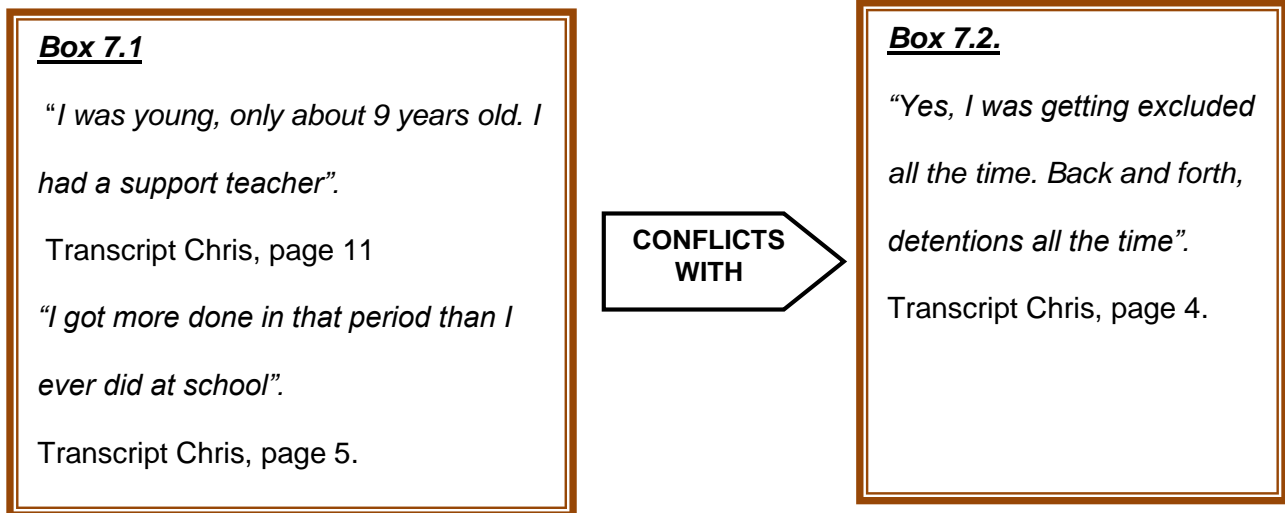 Box 7.1
“I was young, only about 9 years old. I
had a support teacher”.
Transcript Chris, page 11
“I got more done in that period than I
ever did at school”.
Transcript Chris, page 5.
CONFLICTS
WITH
Box 7.2.
“Yes, I was getting excluded
all the time. Back and forth,
detentions all the time”.
Transcript Chris, page 4.